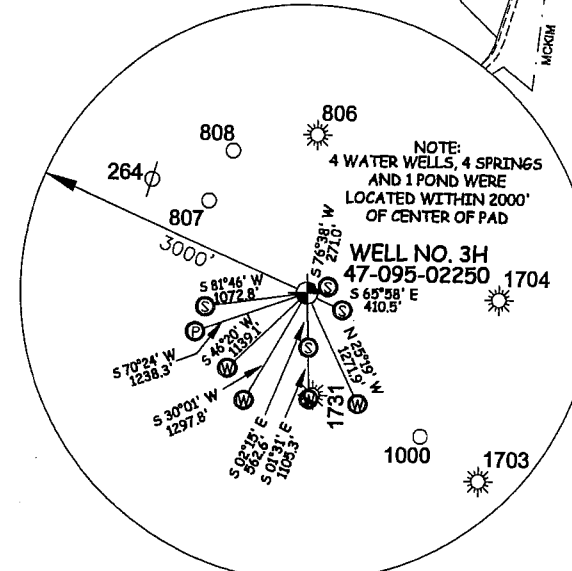 MCKIM
806
808
264
807
3000'
NOTE:
4 WATER WELLS, 4 SPRINGS
AND 1 POND WERE
LOCATED WITHIN 2000'
OF CENTER OF PAD
S 76°38' W
271.0'
WELL NO. 3H
47-095-02250
1704
S 65°58' E
410.5'
S 81°46' W
1072.8'
S
S
S
P
S 70°24' W
1238.3'
S 46°20' W
1139.1'
W
S
N 25°19' W
1271.9'
S 30°01' W
1297.8'
W
W
W
1731
S 02°15' E
562.6'
S 01°31' E
1105.3'
1000
1703